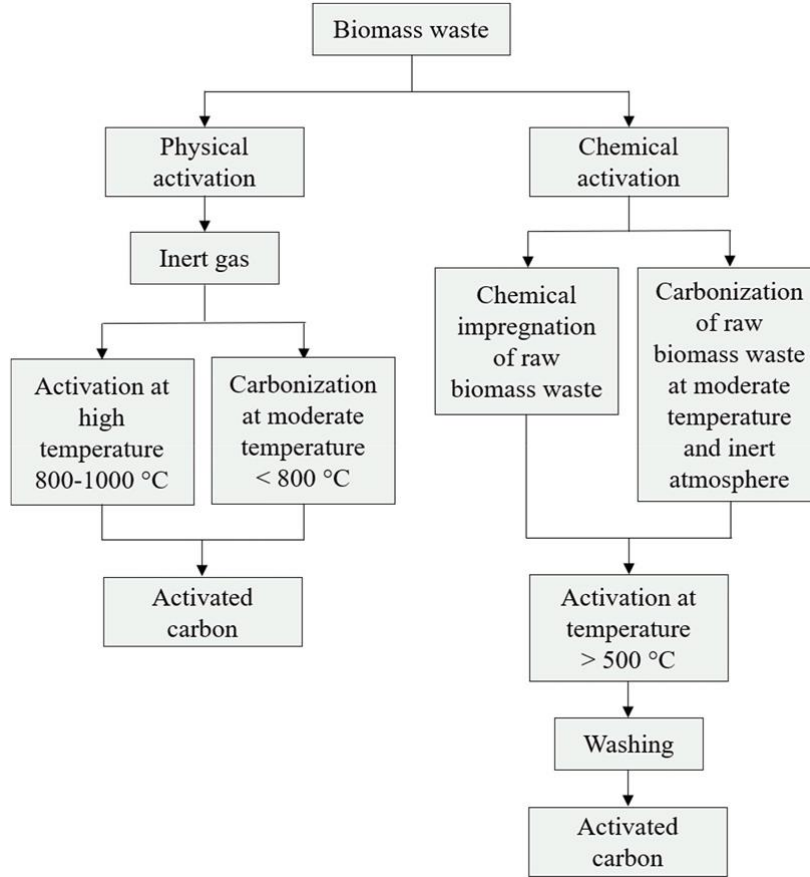 Biomass waste
Physical
activation
Chemical
activation
Inert gas
Activation at
high
temperature
800-1000 °C
Carbonization
at moderate
temperature
< 800 °C
Chemical
impregnation
of raw
biomass waste
Carbonization
of raw
biomass waste
at moderate
temperature
and inert
atmosphere
Activated
carbon
Activation at
temperature
> 500 °C
Washing
Activated
carbon